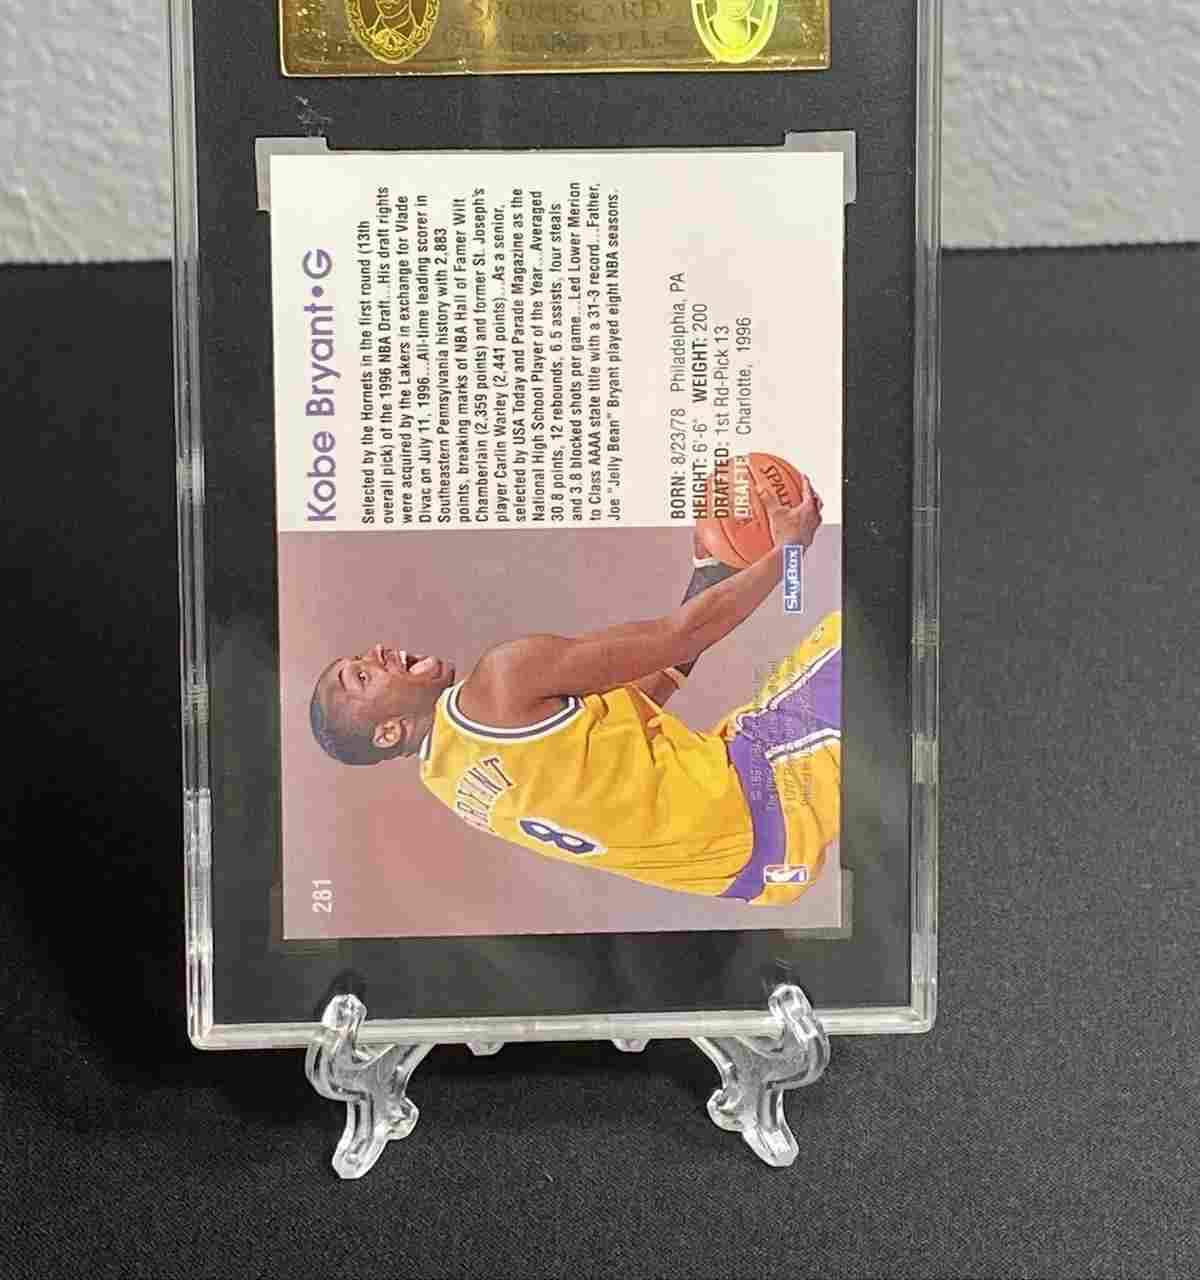 SPORTSCARD
Kobe Bryant•G
Selected by the Hornets in the first round (13th
overall pick) of the 1996 NBA Draft...His draft rights
were acquired by the Lakers in exchange for Vlade
Divac on July 11, 1996...All-time leading scorer in
Southeastern Pennsylvania history with 2,883
points, breaking marks of NBA Hall of Famer Wilt
Chamberlain (2,359 points) and former St. Joseph's
player Carlin Warley (2,441 points)...As a senior,
selected by USA Today and Parade Magazine as the
National High School Player of the Year...Averaged
30.8 points, 12 rebounds, 6.5 assists, four steals
and 3.8 blocked shots per game...Led Lower Merion
to Class AAAA state title with a 31-3 record...Father,
Joe "Jelly Bean" Bryant played eight NBA seasons.
BORN: 8/23/78 Philadelphia, PA
HEIGHT: 6'-6" WEIGHT: 200
DRAFTED: 1st Rd-Pick 13
DRAFTE Charlotte, 1996
SPALD
SkyBox
8
281